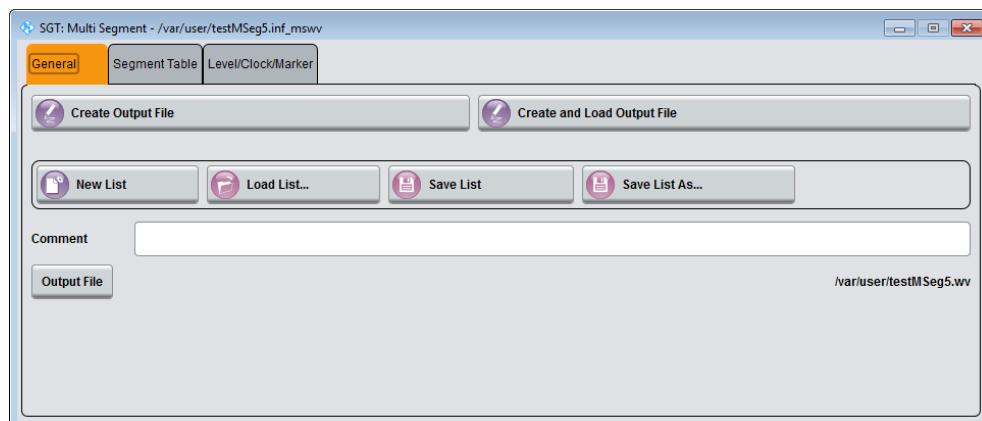 SGT: Multi Segment - /var/user/testMSeg5.inf_mswv
General Segment Table Level/Clock/Marker
Create Output File Create and Load Output File
New List Load List... Save List Save List As...
Comment
Output File /var/user/testMSeg5.wv